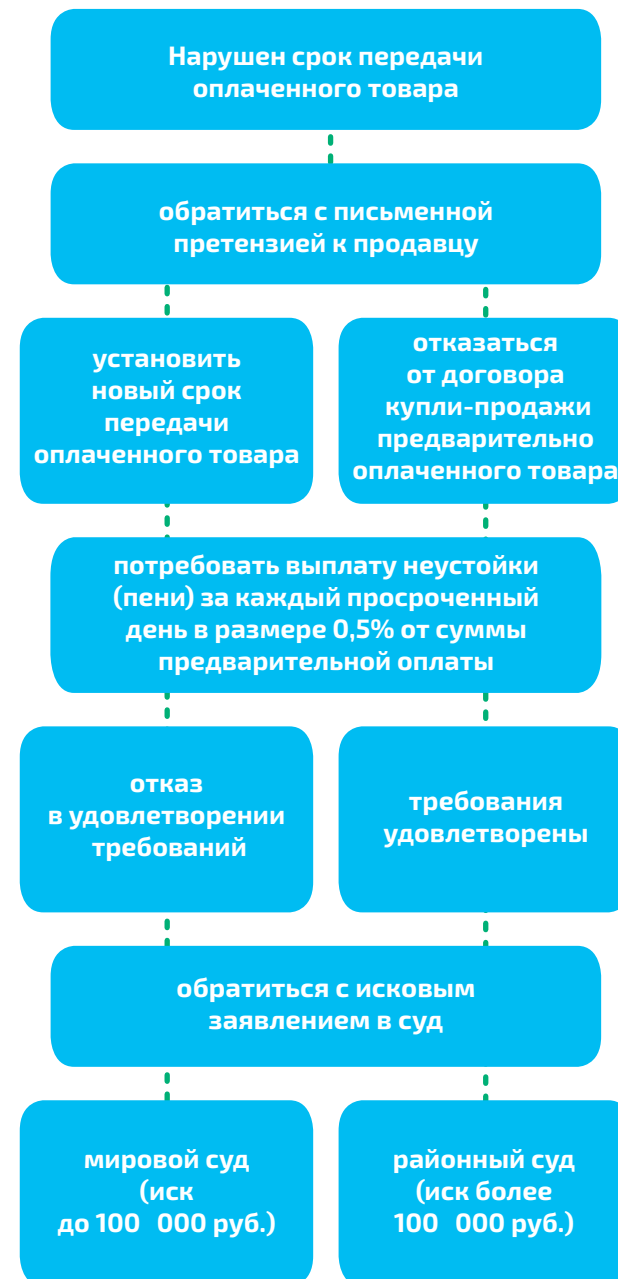 Нарушен срок передачи
оплаченного товара
обратиться с письменной
претензией к продавцу
установить
новый срок
передачи
оплаченного товара
отказаться
от договора
купли-продажи
предварительно
оплаченного товара
потребовать выплату неустойки
(пени) за каждый просроченный
день в размере 0,5% от суммы
предварительной оплаты
отказ
в удовлетворении
требований
требования
удовлетворены
обратиться с исковым
заявлением в суд
мировой суд
(иск
до 100 000 руб.)
районный суд
(иск более
100 000 руб.)